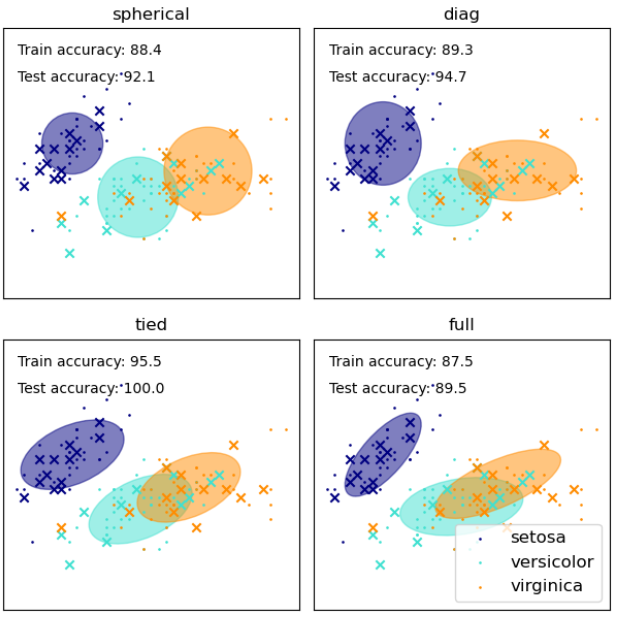 spherical
Train accuracy: 88.4
Test accuracy: 92.1
diag
Train accuracy: 89.3
Test accuracy: 94.7
tied
Train accuracy: 95.5
Test accuracy: 100.0
full
Train accuracy: 87.5
Test accuracy: 89.5
setosa
versicolor
virginica